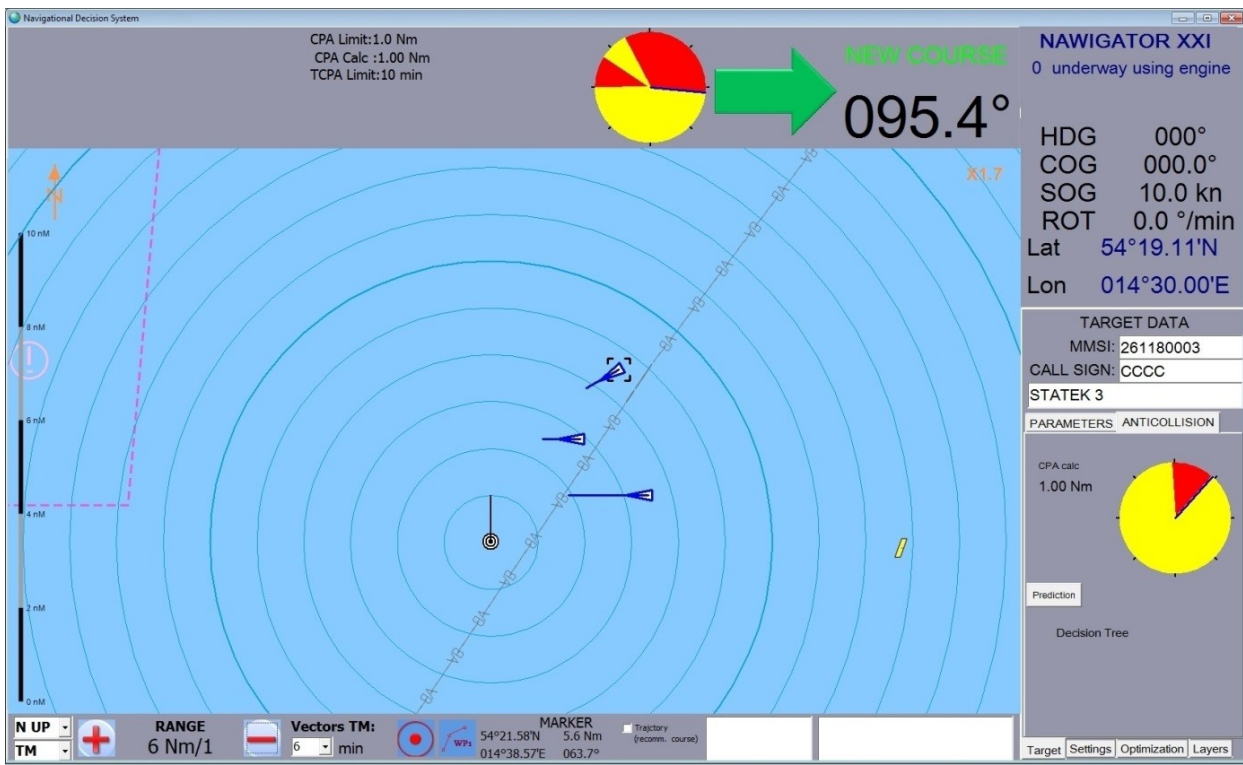 Navigational Decision System
CPA Limit:1.0 Nm
CPA Calc :1.00 Nm
TCPA Limit:10 min
NEW COURSE
095.4°
NAWIGATOR XXI
0 underway using engine
HDG 000°
COG 000.0°
SOG 10.0 kn
ROT 0.0 °/min
Lat 54°19.11'N
Lon 014°30.00'E
N
X1.7
10 nM
8 nM
!
6 nM
4 nM
2 nM
0 nM
TARGET DATA
MMSI: 261180003
CALL SIGN: CCCC
STATEK 3
PARAMETERS ANTICOLLISION
CPA calc
1.00 Nm
Prediction
Decision Tree
N UP
TM
RANGE
6 Nm/1
Vectors TM:
6 min
WP1
MARKER
54°21.58'N 5.6 Nm
014°38.57'E 063.7°
Trajctory
(recomm. course)
Target Settings Optimization Layers